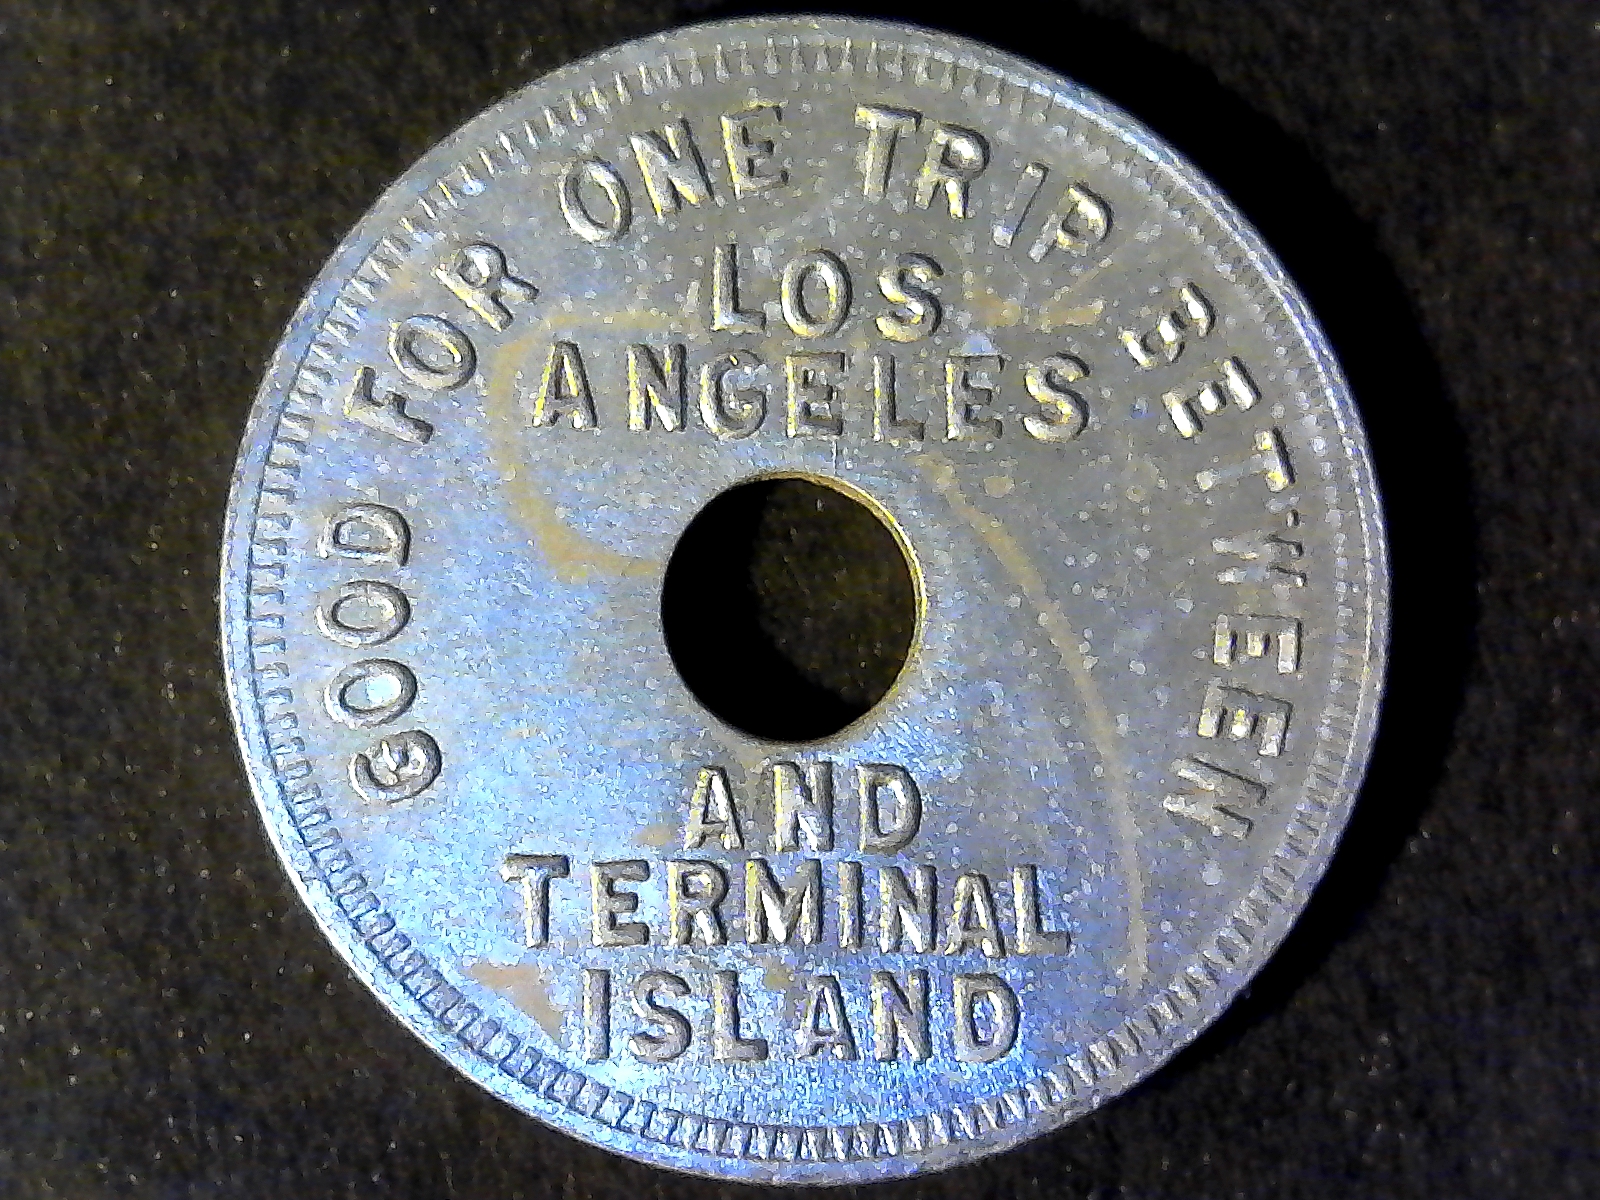 GOOD FOR ONE TRIP BETWEEN
LOS
ANGELES
AND
TERMINAL
ISLAND